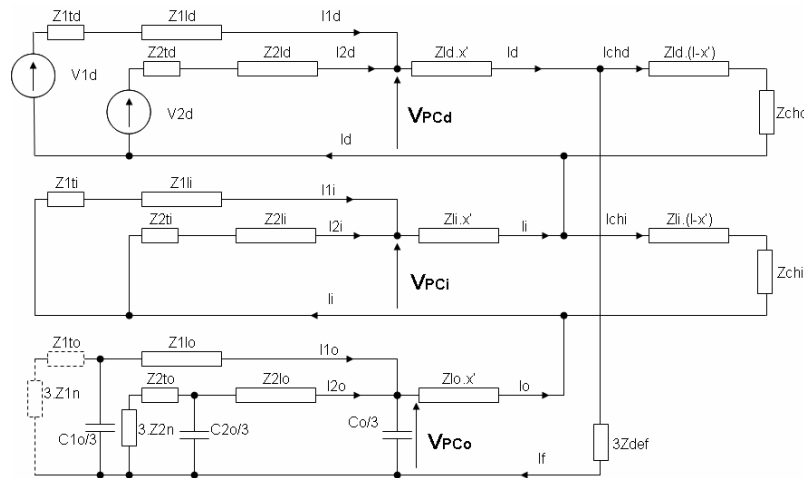 Z1td Z1ld I1d
Z2td Z2ld I2d Zld.x' Id Ichd Zld.(l-x')
V1d
V2d
VPCd
Zchd
Id
Z1ti Z1li I1i
Z2ti Z2li I2i Zli.x' Ii Ichi Zli.(l-x')
VPCi
Zchi
Ii
Z1to Z1lo I1o
Z2to Z2lo I2o Zlo.x' Io
3.Z1n
C1o/3 3.Z2n C2o/3 Co/3
VPCo
3Zdef
If